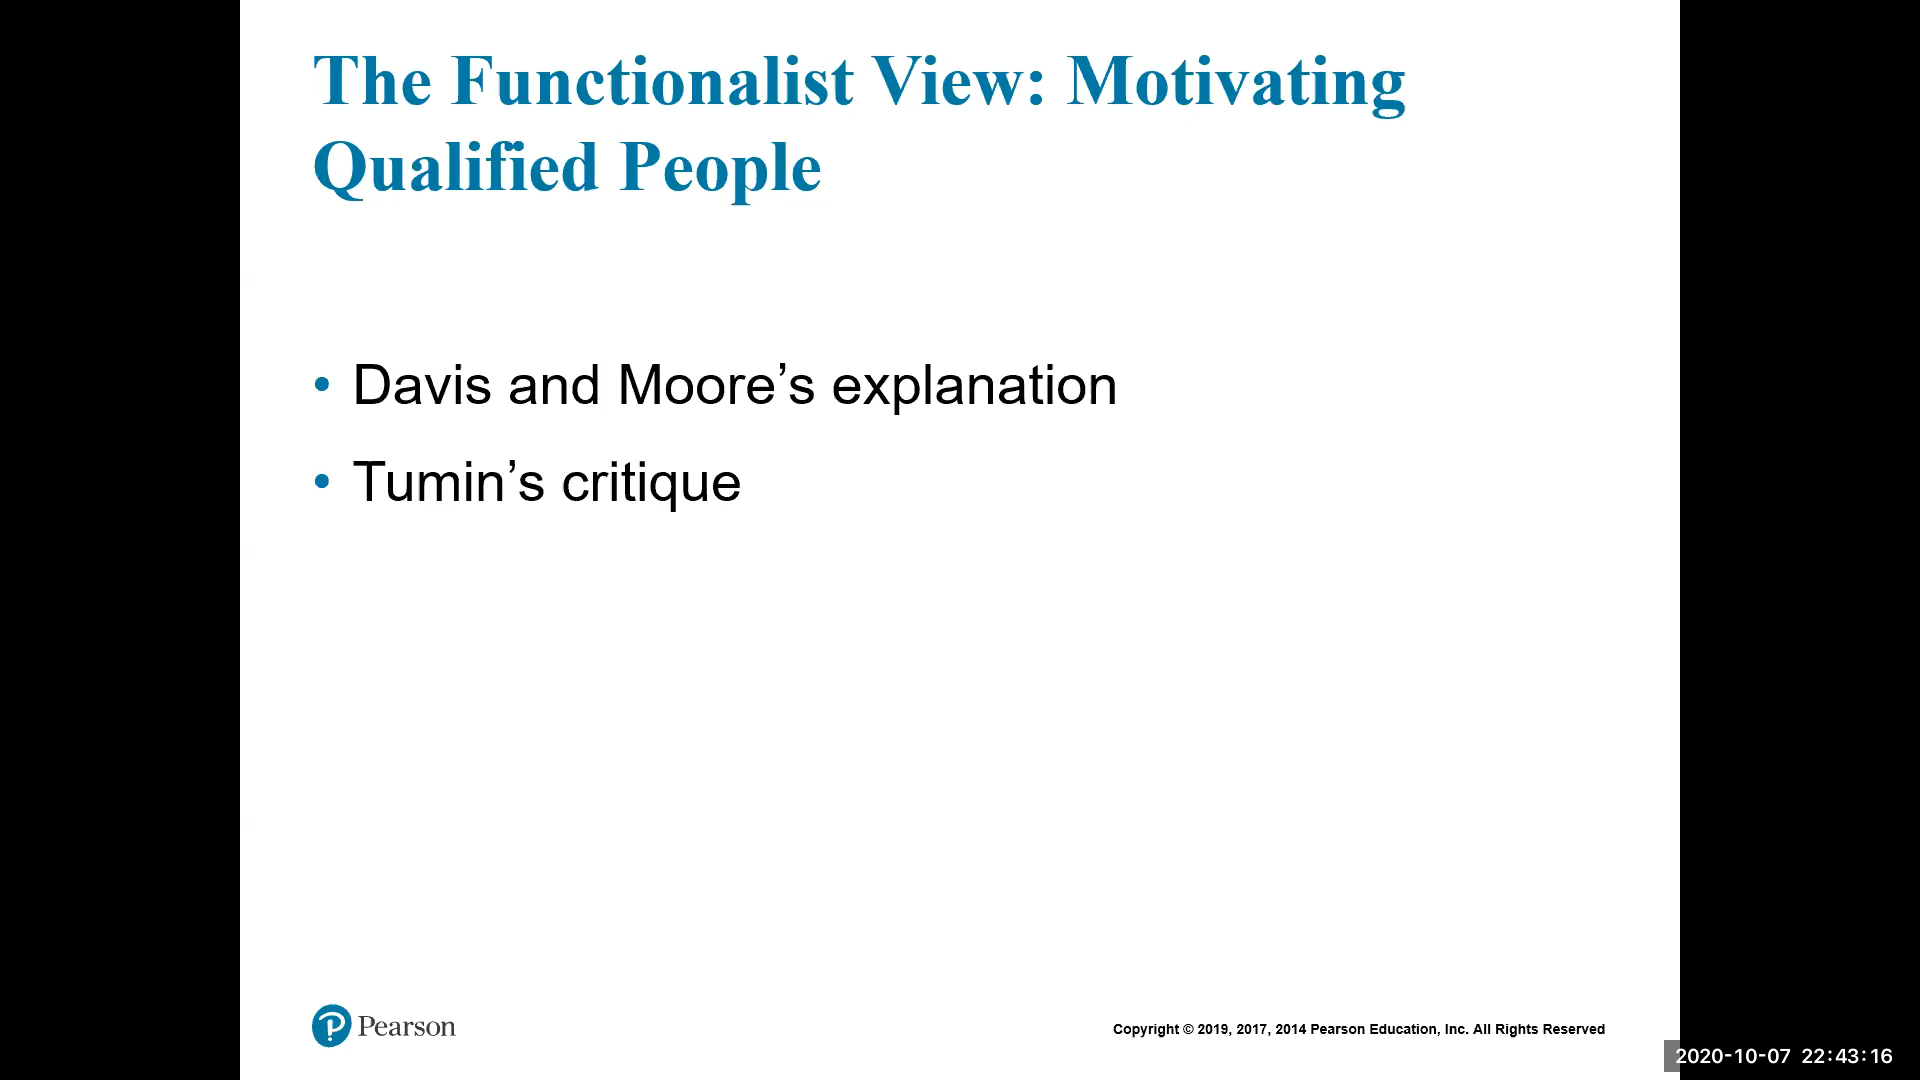 The Functionalist View: Motivating
Qualified People
• Davis and Moore’s explanation
• Tumin’s critique
Pearson
Copyright © 2019, 2017, 2014 Pearson Education, Inc. All Rights Reserved
2020-10-07 22:43:16